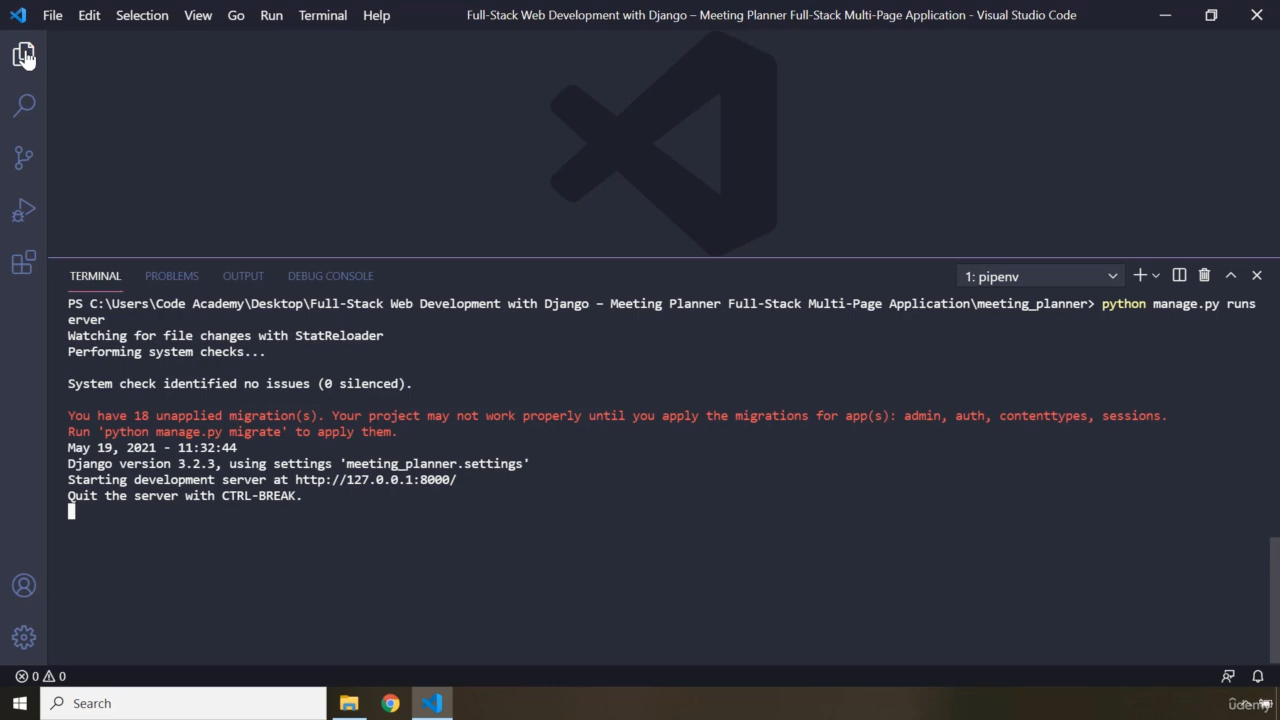 File Edit Selection View Go Run Terminal Help Full-Stack Web Development with Django – Meeting Planner Full-Stack Multi-Page Application - Visual Studio Code
TERMINAL PROBLEMS OUTPUT DEBUG CONSOLE 1: pipenv
PS C:\Users\Code Academy\Desktop\Full-Stack Web Development with Django – Meeting Planner Full-Stack Multi-Page Application\meeting_planner> python manage.py runs
erver
Watching for file changes with StatReloader
Performing system checks...
System check identified no issues (0 silenced).
You have 18 unapplied migration(s). Your project may not work properly until you apply the migrations for app(s): admin, auth, contenttypes, sessions.
Run 'python manage.py migrate' to apply them.
May 19, 2021 - 11:32:44
Django version 3.2.3, using settings 'meeting_planner.settings'
Starting development server at http://127.0.0.1:8000/
Quit the server with CTRL-BREAK.
0 0
Search
udemy